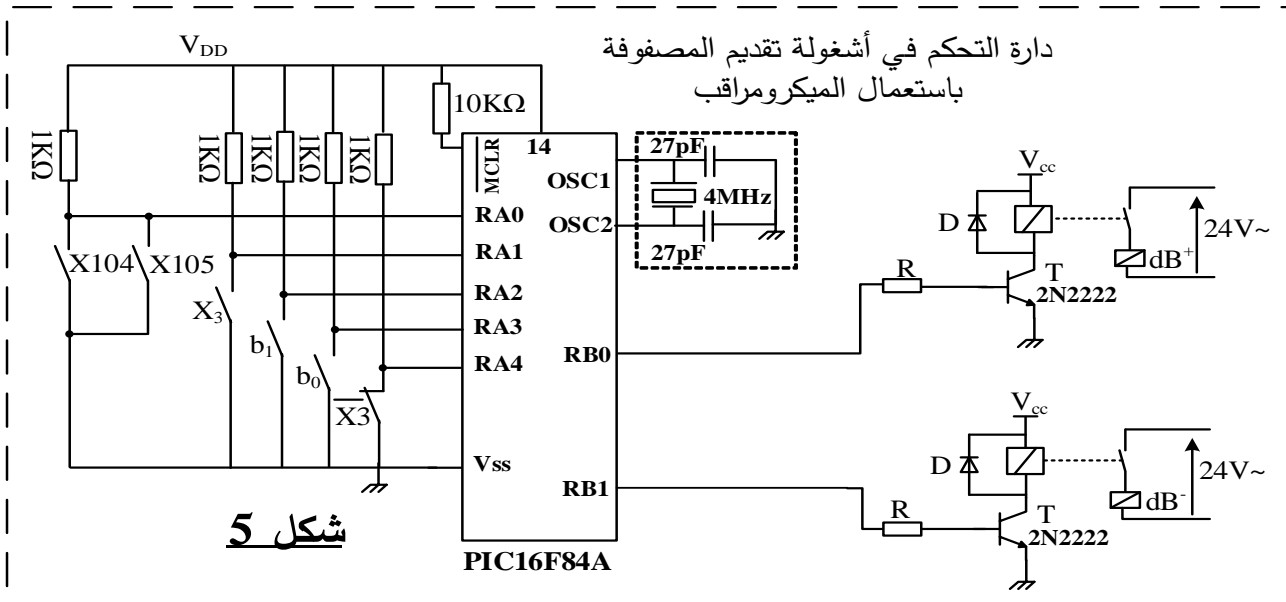 دارة التحكم في أشغولة تقديم المصفوفة
باستعمال الميكرومراقب
VDD
10KΩ
1KΩ
1KΩ
1KΩ
1KΩ
1KΩ
MCLR
14
OSC1
OSC2
27pF
4MHz
27pF
RA0
RA1
RA2
RA3
RA4
Vss
RB0
RB1
X104
X105
X3
b1
b0
X̅3̅
PIC16F84A
شكل 5
Vcc
D
R
T
2N2222
dB⁺
24V~
Vcc
D
R
T
2N2222
dB⁻
24V~